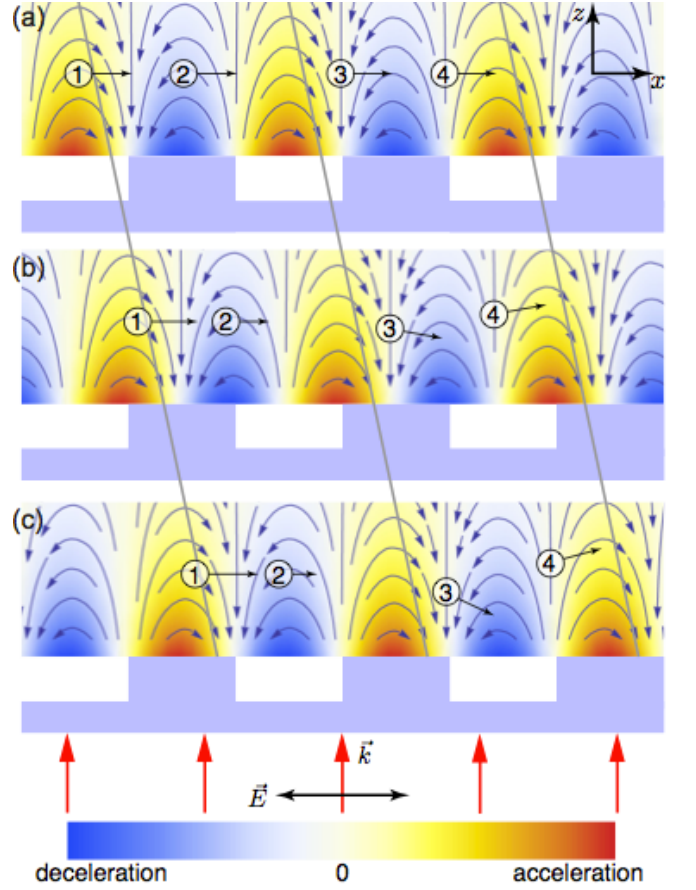 (a)
z
① ② ③ ④ x
(b)
① ② ③ ④
(c)
① ② ③ ④
k⃗
E⃗
deceleration 0 acceleration